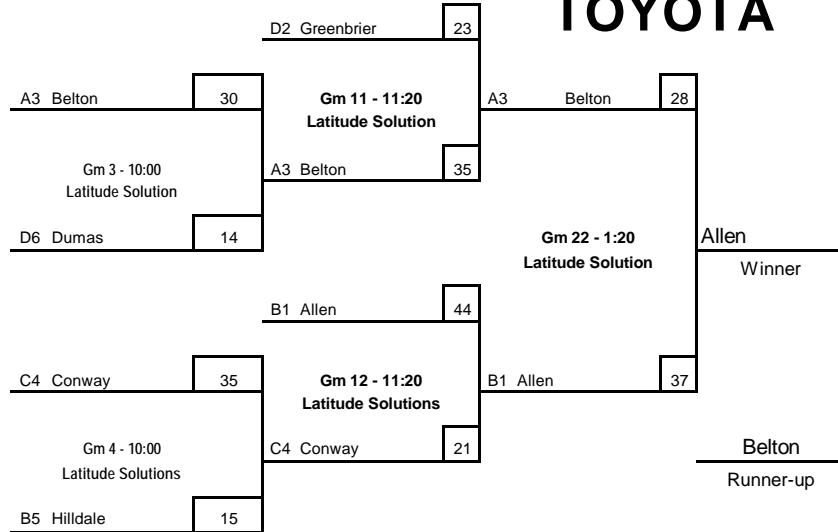 TOYOTA
D2 Greenbrier 23
A3 Belton 30
Gm 11 - 11:20
Latitude Solution
A3 Belton 28
Gm 3 - 10:00
Latitude Solution
A3 Belton 35
D6 Dumas 14
Gm 22 - 1:20
Latitude Solution
Allen
Winner
B1 Allen 44
C4 Conway 35
Gm 12 - 11:20
Latitude Solutions
B1 Allen 37
Gm 4 - 10:00
Latitude Solutions
C4 Conway 21
Belton
Runner-up
B5 Hilldale 15